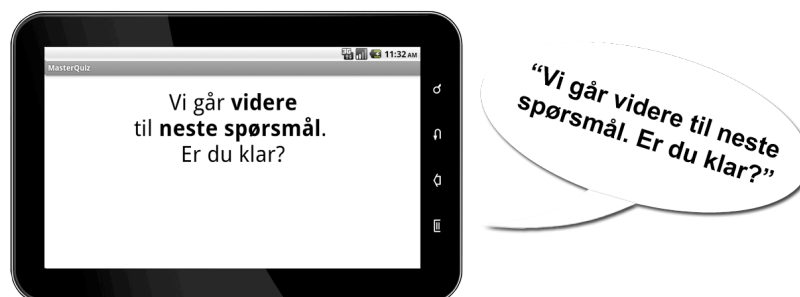 3G 11:32 AM
MasterQuiz
Vi går videre
til neste spørsmål.
Er du klar?
“Vi går videre til neste
spørsmål. Er du klar?”